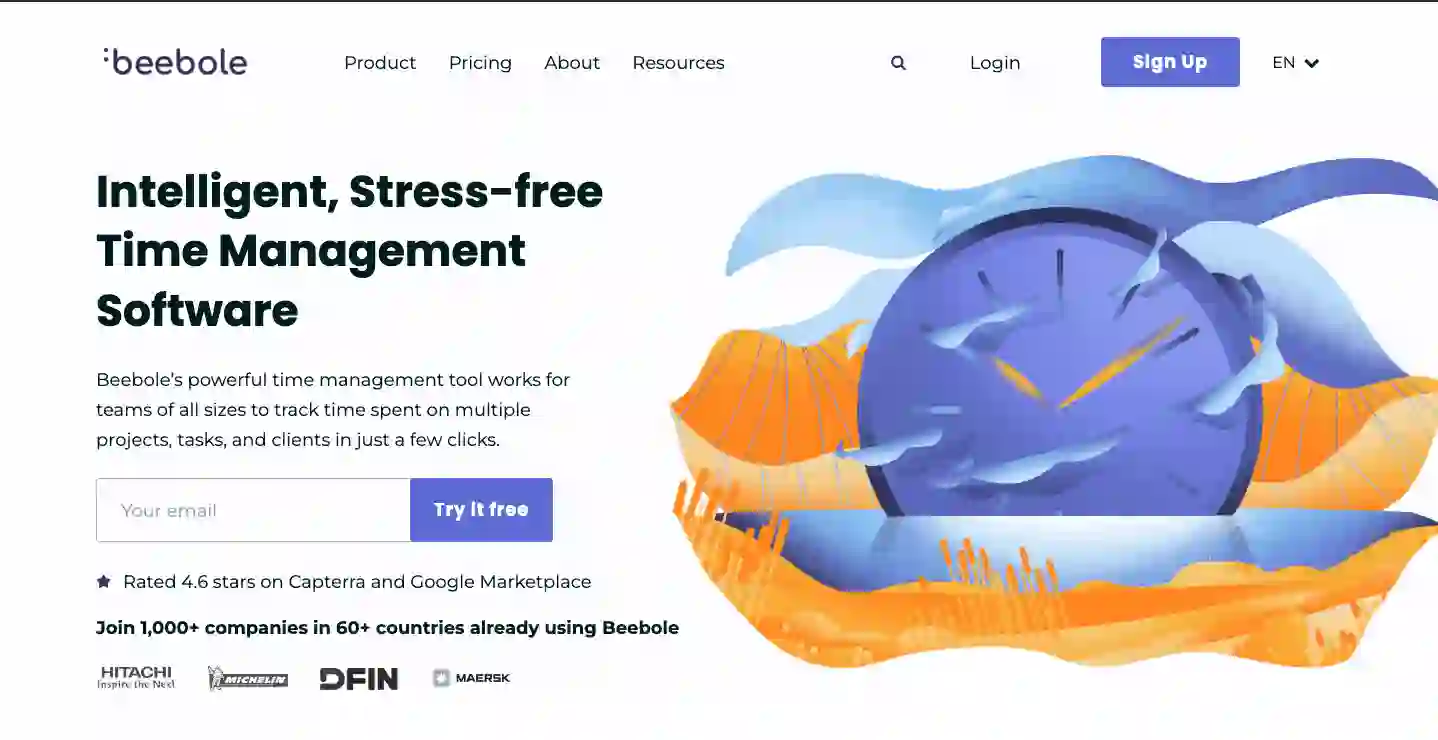 beebole
Product Pricing About Resources Login Sign Up EN
Intelligent, Stress-free
Time Management
Software
Beebole's powerful time management tool works for
teams of all sizes to track time spent on multiple
projects, tasks, and clients in just a few clicks.
Your email Try it free
Rated 4.6 stars on Capterra and Google Marketplace
Join 1,000+ companies in 60+ countries already using Beebole
HITACHI MICHELIN DFIN MAERSK
Inspire the Next